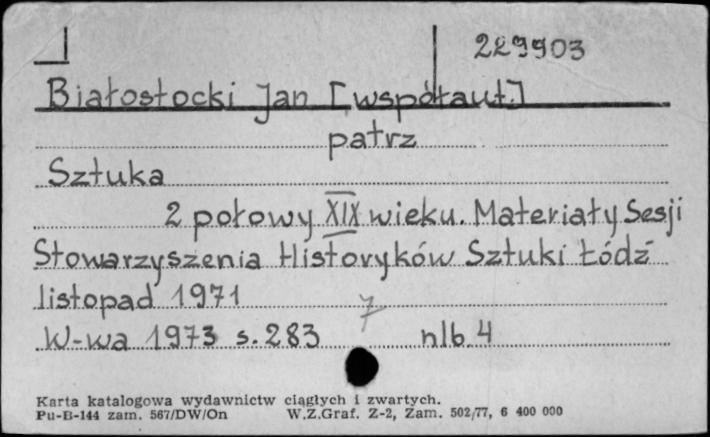 229903
Białostocki Jan [współaut.]
patrz
Sztuka
2 połowy XIX wieku. Materiały Sesji
Stowarzyszenia Historyków Sztuki Łódź
listopad 1971
7
W-wa 1973 s. 283 nlb 4
Karta katalogowa wydawnictw ciągłych i zwartych.
Pu-B-144 zam. 567/DW/On W.Z.Graf. Z-2, Zam. 502/77, 6 400 000